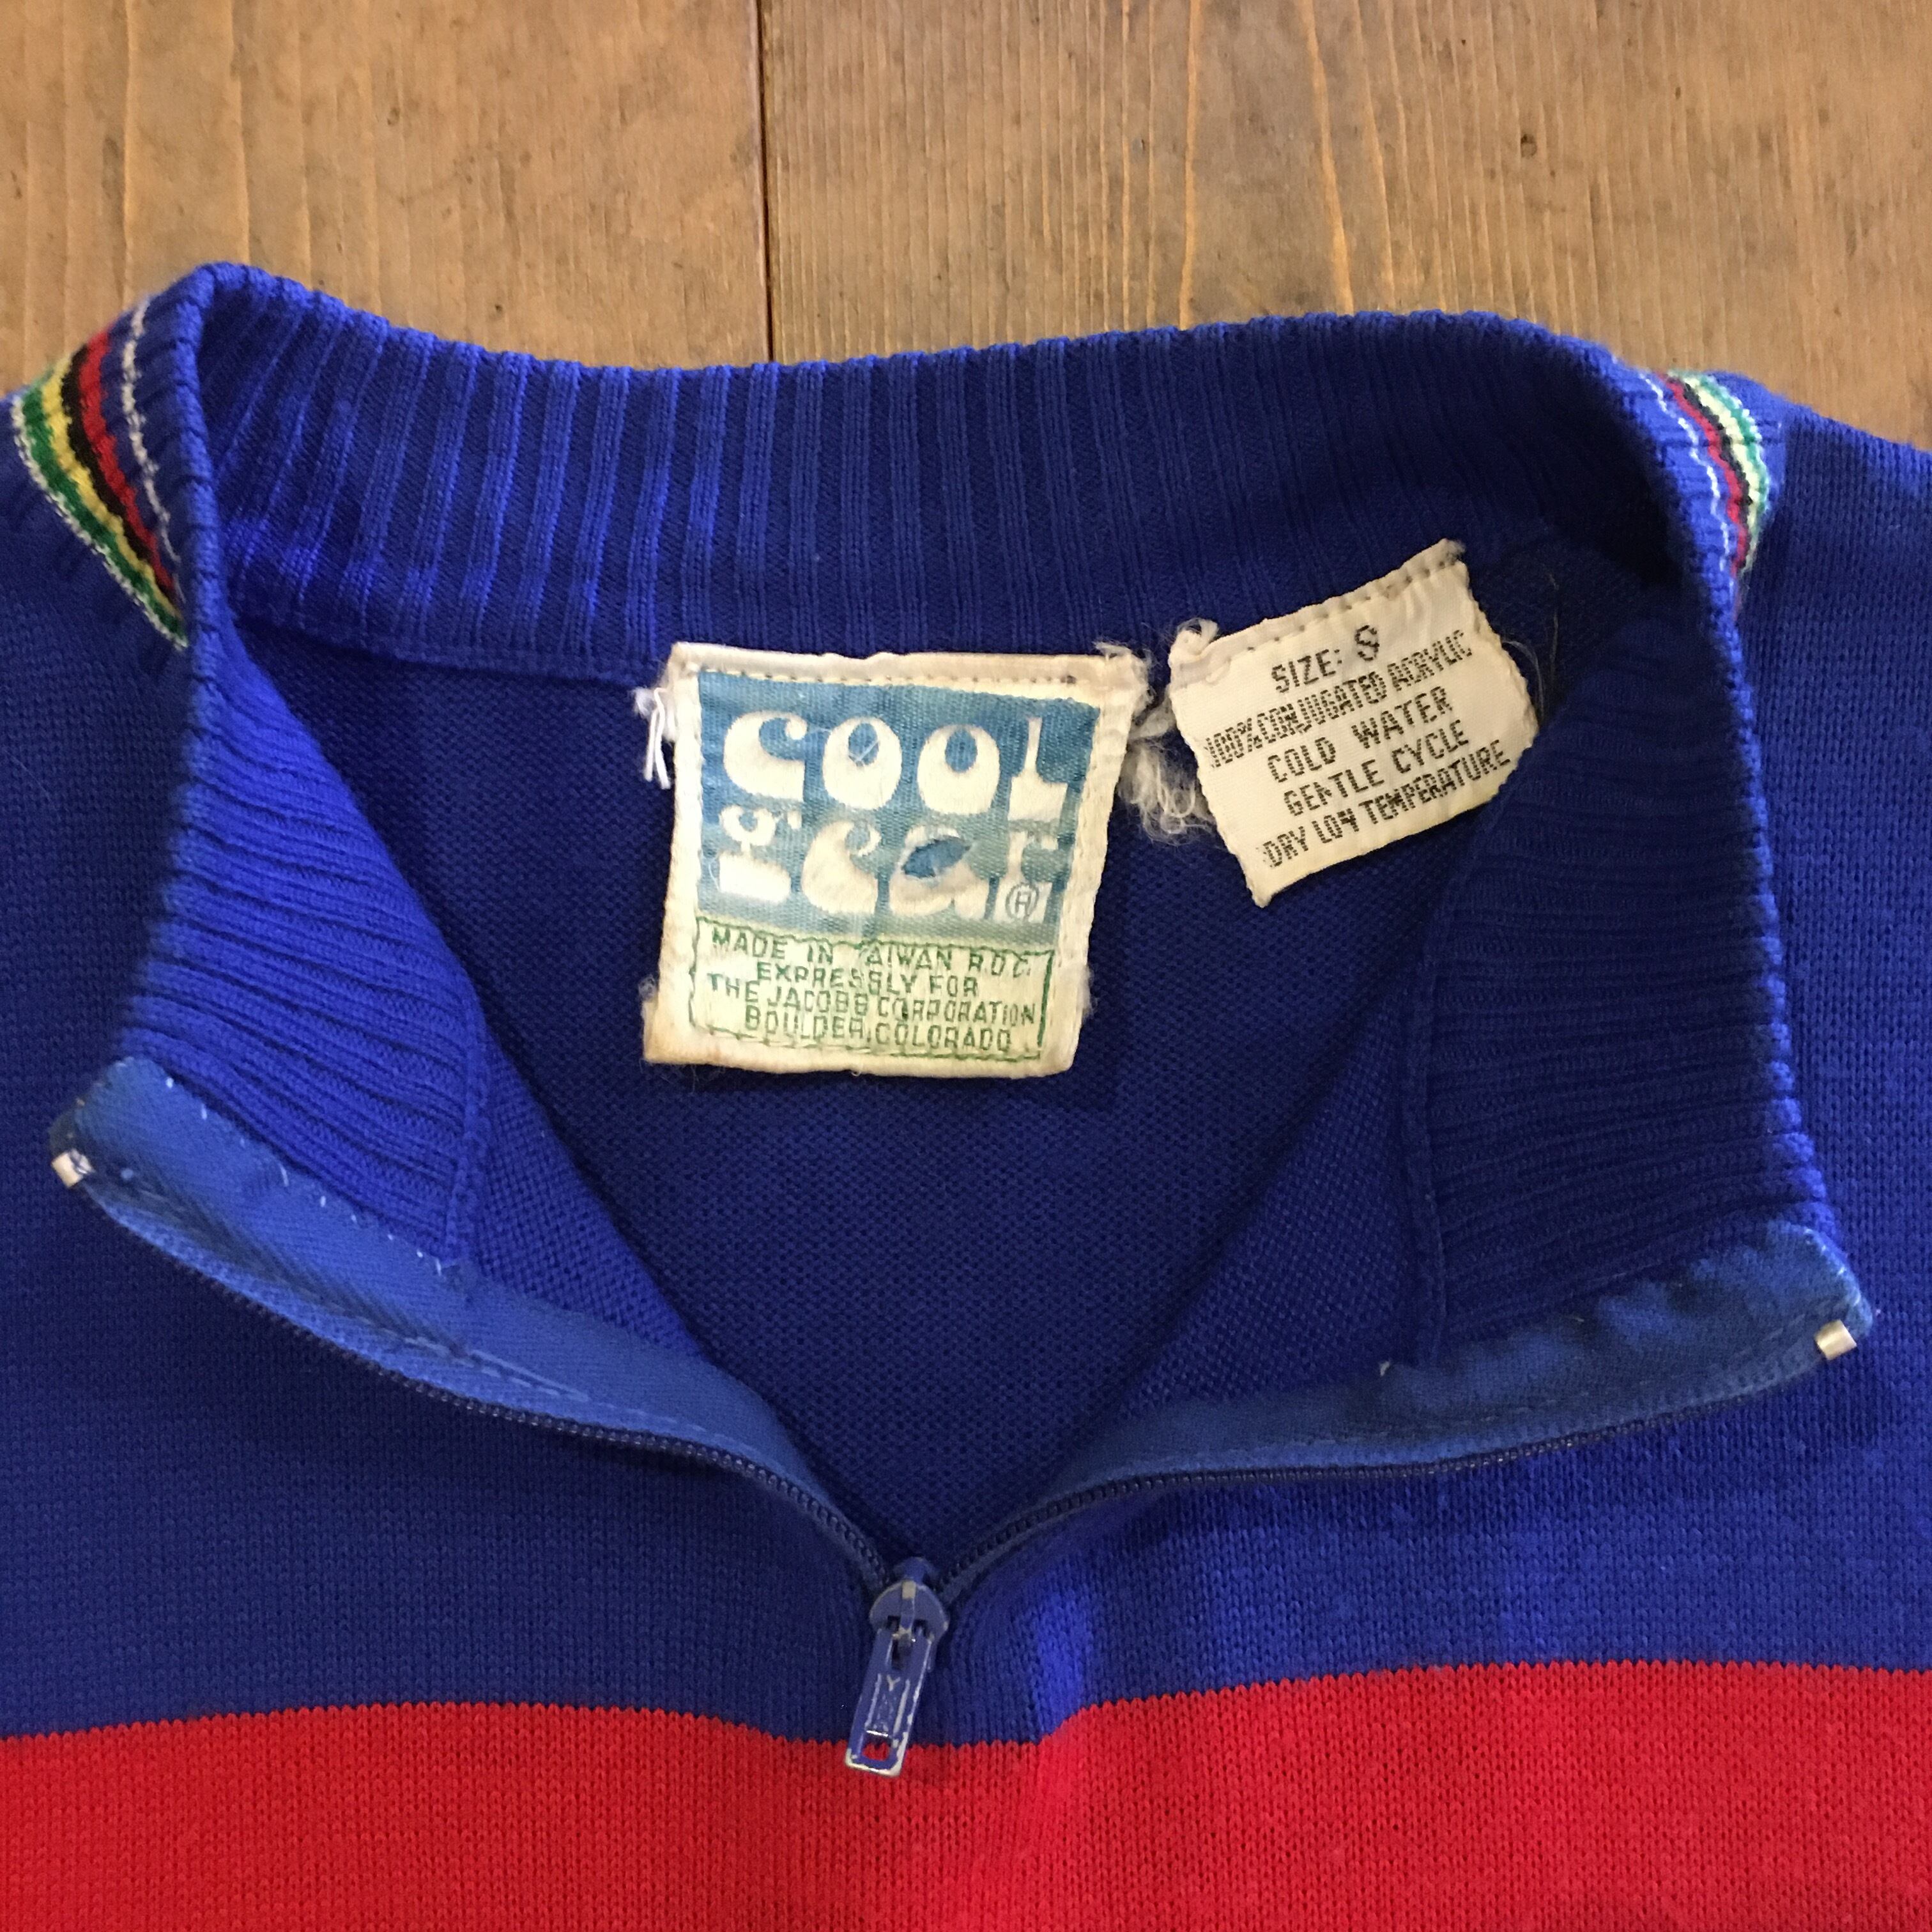 COOL
gear
®
MADE IN TAIWAN R.O.C.
EXPRESSLY FOR
THE JACOBB CORPORATION
BOULDER, COLORADO
SIZE: S
100% CONJUGATED ACRYLIC
COLD WATER
GENTLE CYCLE
DRY LOW TEMPERATURE